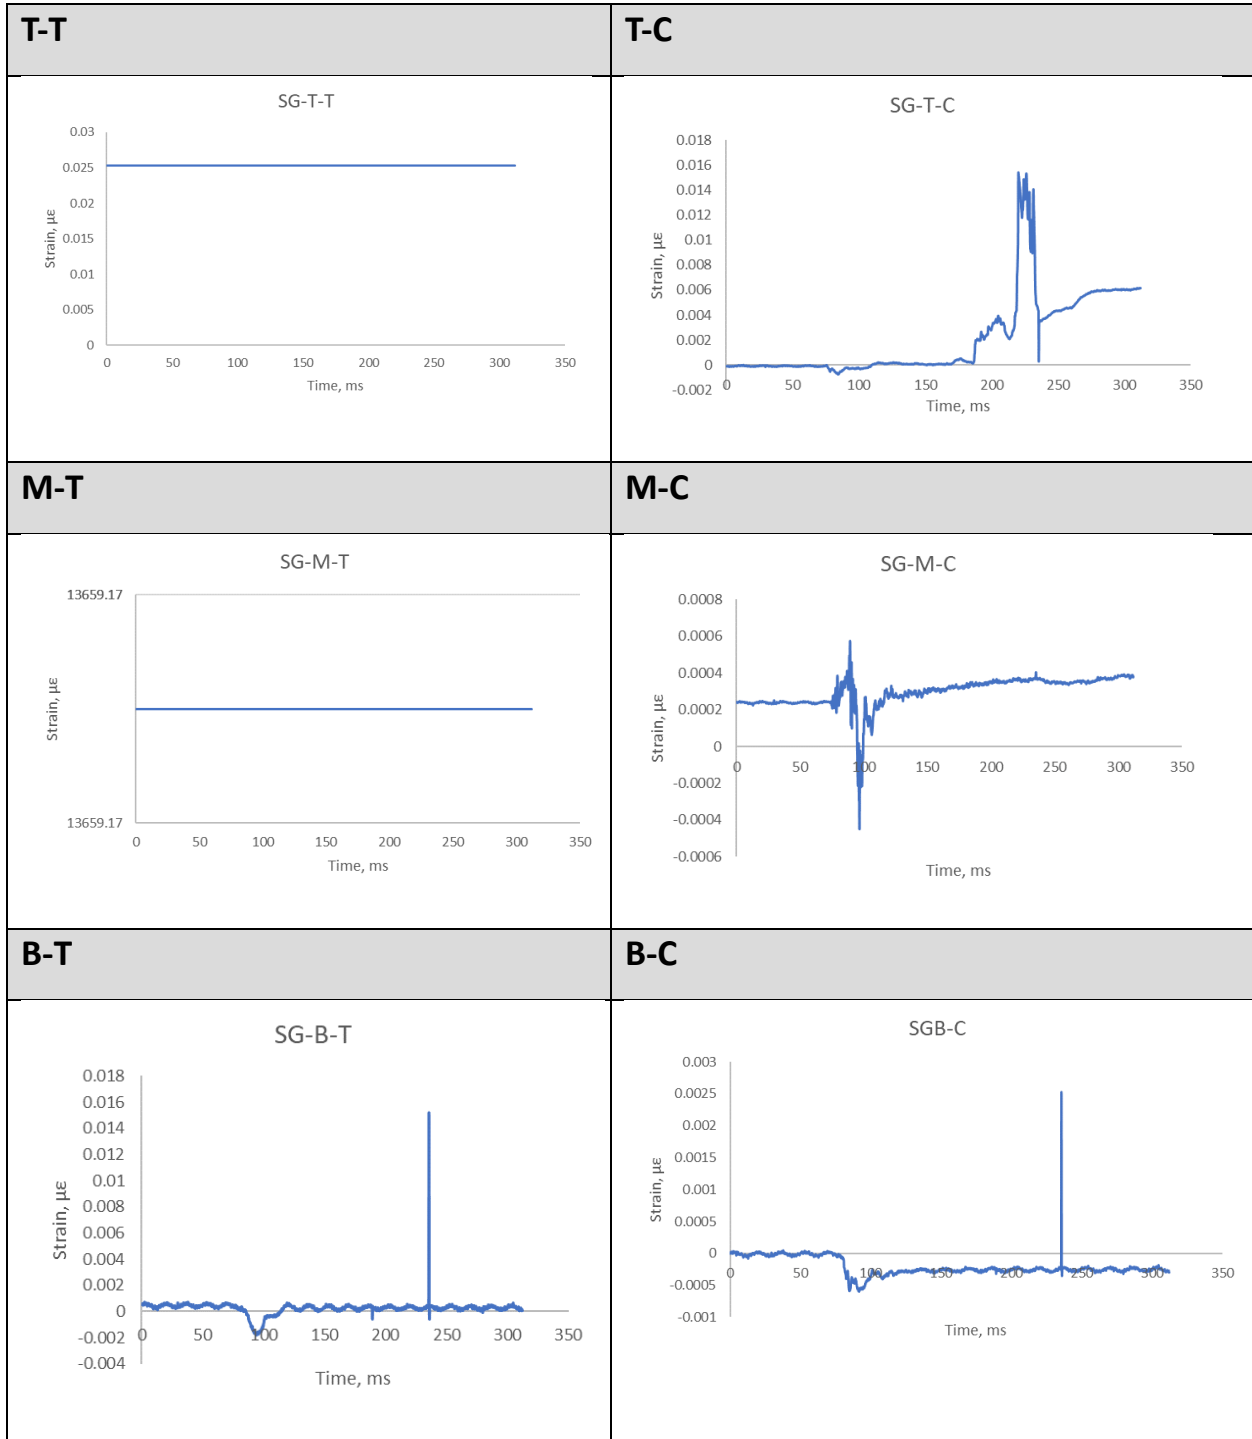 T-T
T-C
SG-T-T
0.03
0.025
0.02
0.015
0.01
0.005
0
Strain, με
0 50 100 150 200 250 300 350
Time, ms
SG-T-C
0.018
0.016
0.014
0.012
0.01
0.008
0.006
0.004
0.002
0
-0.002
Strain, με
0 50 100 150 200 250 300 350
Time, ms
M-T
M-C
SG-M-T
13659.17
13659.17
Strain, με
0 50 100 150 200 250 300 350
Time, ms
SG-M-C
0.0008
0.0006
0.0004
0.0002
0
-0.0002
-0.0004
-0.0006
Strain, με
0 50 100 150 200 250 300 350
Time, ms
B-T
B-C
SG-B-T
0.018
0.016
0.014
0.012
0.01
0.008
0.006
0.004
0.002
0
-0.002
-0.004
Strain, με
0 50 100 150 200 250 300 350
Time, ms
SGB-C
0.003
0.0025
0.002
0.0015
0.001
0.0005
0
-0.0005
-0.001
Strain, με
0 50 100 150 200 250 300 350
Time, ms